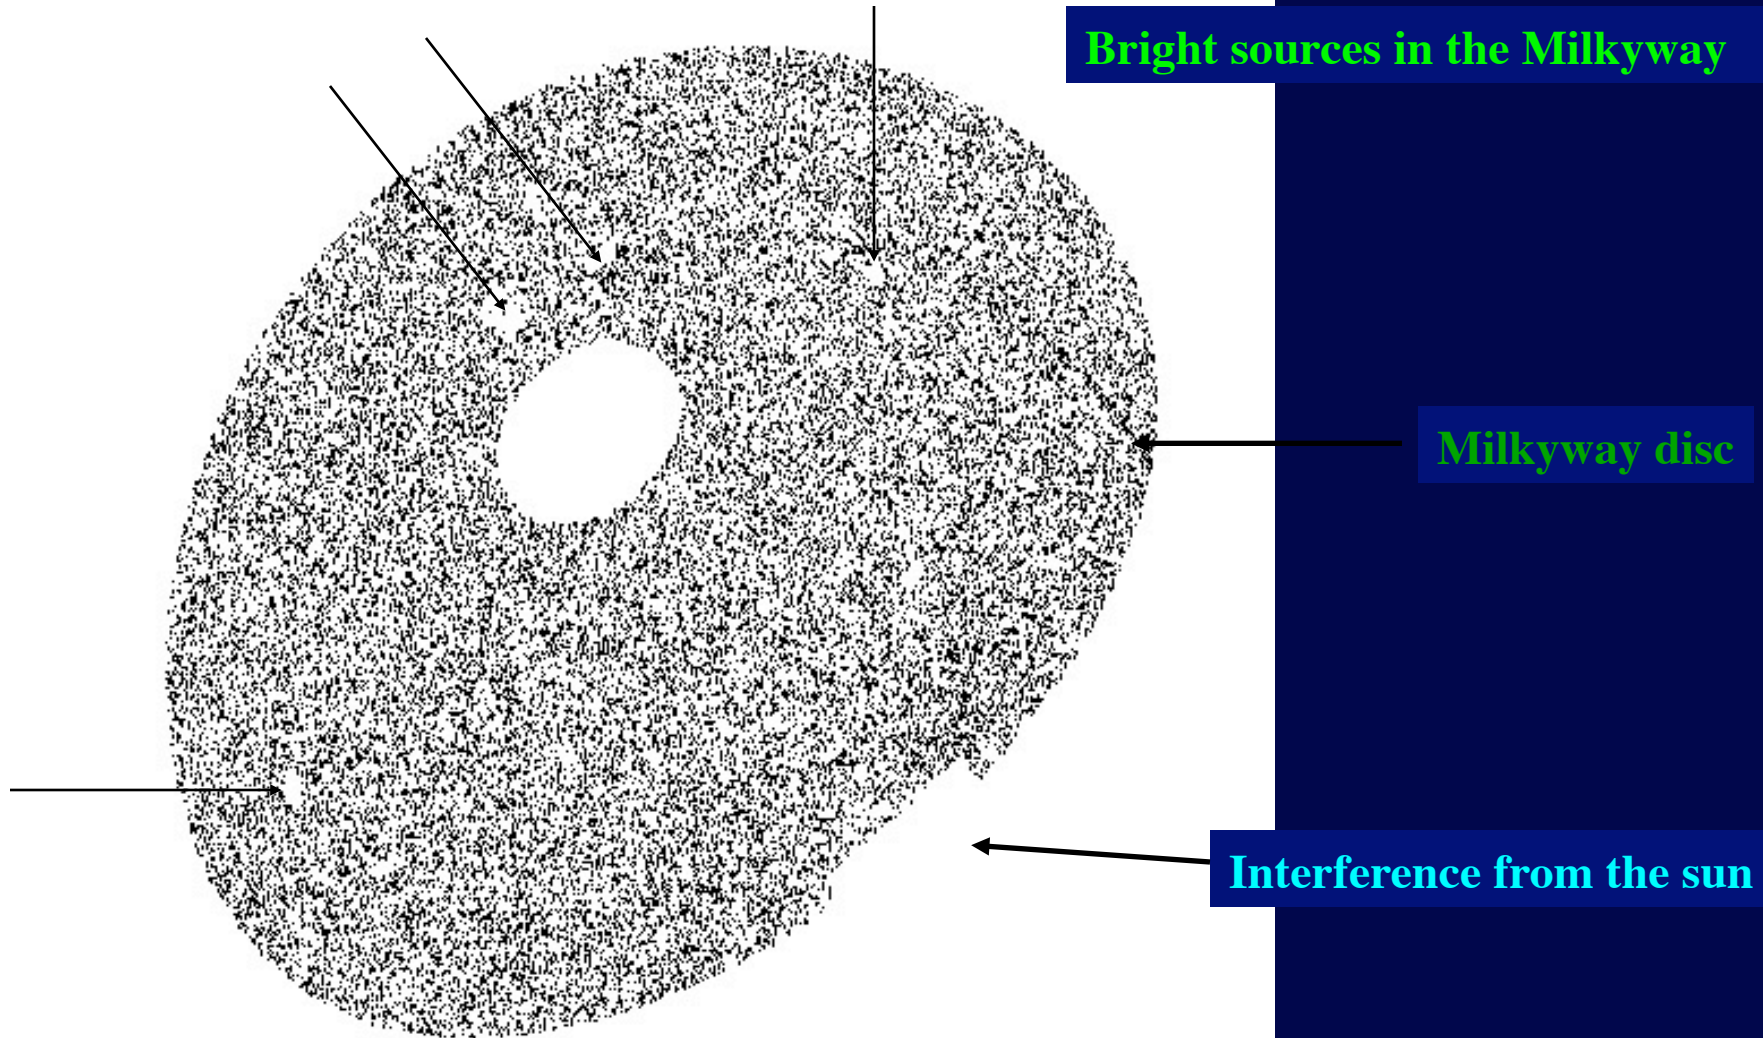 Bright sources in the Milkyway
Milkyway disc
Interference from the sun